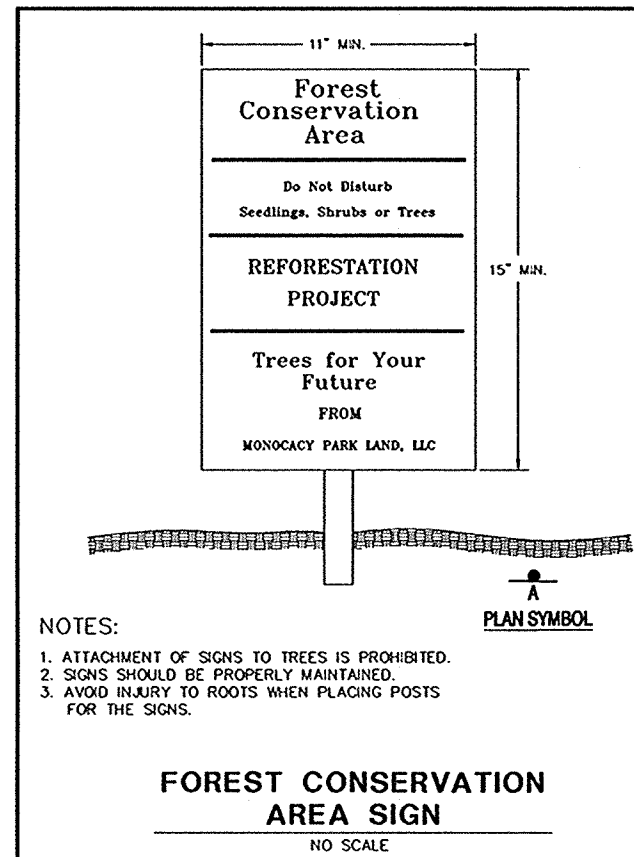 11" MIN.
Forest
Conservation
Area
Do Not Disturb
Seedlings, Shrubs or Trees
REFORESTATION
PROJECT
15" MIN.
Trees for Your
Future
FROM
MONOCACY PARK LAND, LLC
A
PLAN SYMBOL
NOTES:
1. ATTACHMENT OF SIGNS TO TREES IS PROHIBITED.
2. SIGNS SHOULD BE PROPERLY MAINTAINED.
3. AVOID INJURY TO ROOTS WHEN PLACING POSTS
FOR THE SIGNS.
FOREST CONSERVATION
AREA SIGN
NO SCALE